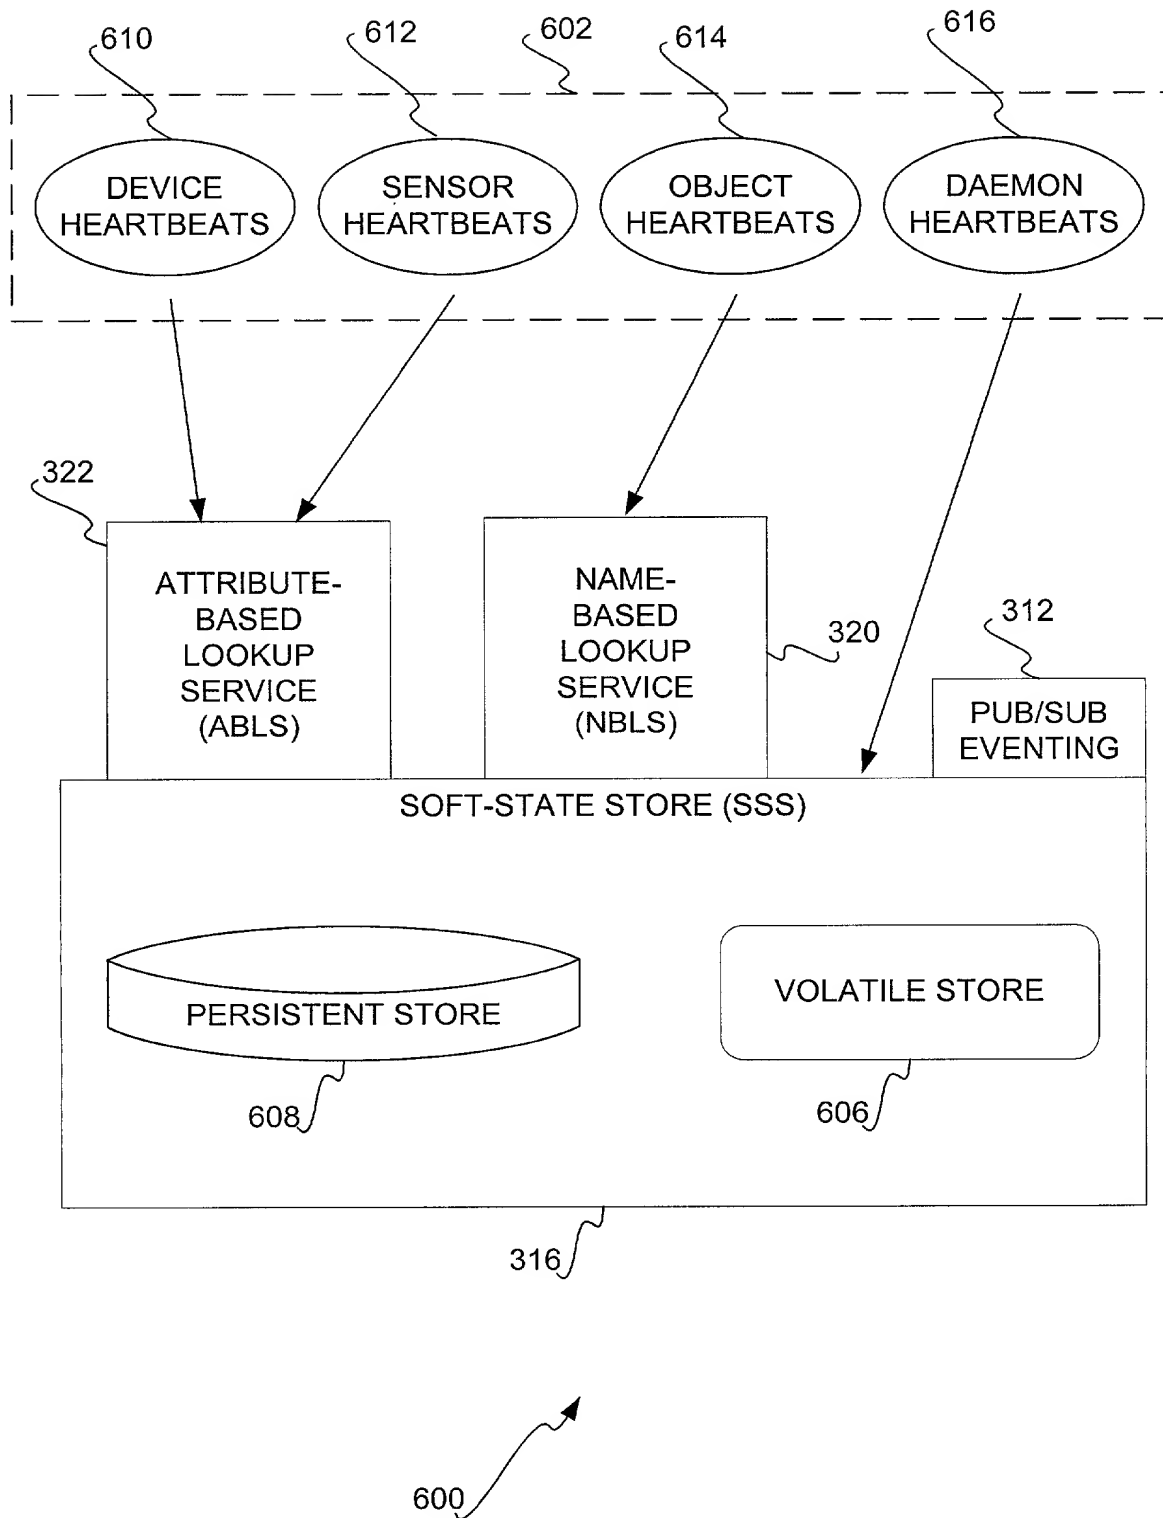 610
612
602
614
616
DEVICE
HEARTBEATS
SENSOR
HEARTBEATS
OBJECT
HEARTBEATS
DAEMON
HEARTBEATS
322
ATTRIBUTE-
BASED
LOOKUP
SERVICE
(ABLS)
NAME-
BASED
LOOKUP
SERVICE
(NBLS)
320
312
PUB/SUB
EVENTING
SOFT-STATE STORE (SSS)
PERSISTENT STORE
VOLATILE STORE
608
606
316
600